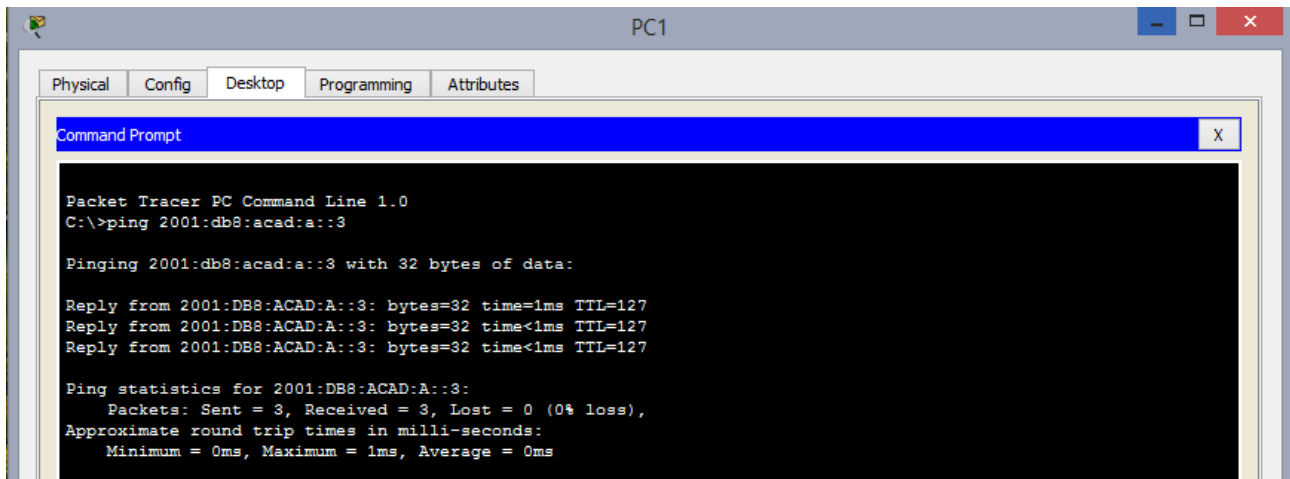 PC1
Physical Config Desktop Programming Attributes
Command Prompt X
Packet Tracer PC Command Line 1.0
C:\>ping 2001:db8:acad:a::3
Pinging 2001:db8:acad:a::3 with 32 bytes of data:
Reply from 2001:DB8:ACAD:A::3: bytes=32 time=1ms TTL=127
Reply from 2001:DB8:ACAD:A::3: bytes=32 time<1ms TTL=127
Reply from 2001:DB8:ACAD:A::3: bytes=32 time<1ms TTL=127
Ping statistics for 2001:DB8:ACAD:A::3:
Packets: Sent = 3, Received = 3, Lost = 0 (0% loss),
Approximate round trip times in milli-seconds:
Minimum = 0ms, Maximum = 1ms, Average = 0ms